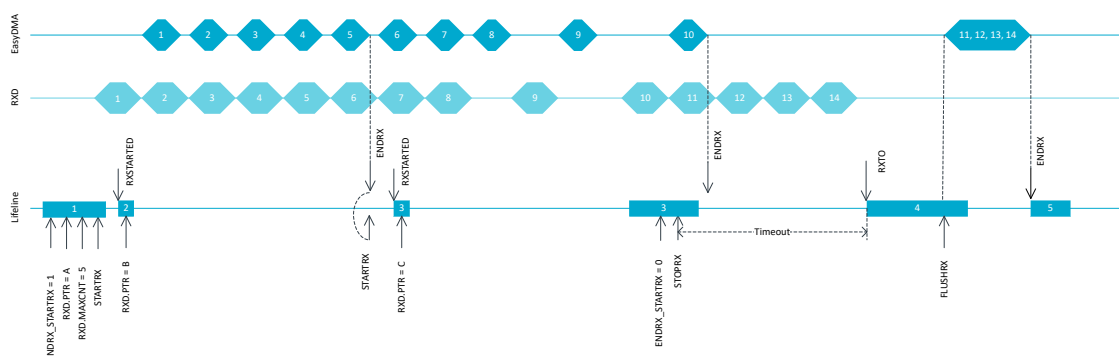 EasyDMA
1 2 3 4 5 6 7 8 9 10 11, 12, 13, 14
RXD
1 2 3 4 5 6 7 8 9 10 11 12 13 14
RXSTARTED
ENDRX
RXSTARTED
ENDRX
RXTO
ENDRX
Lifeline
1 2 3 3 4 5
Timeout
NDRX_STARTRX = 1
RXD.PTR = A
RXD.MAXCNT = 5
STARTRX
RXD.PTR = B
STARTRX
RXD.PTR = C
ENDRX_STARTRX = 0
STOPRX
FLUSHRX